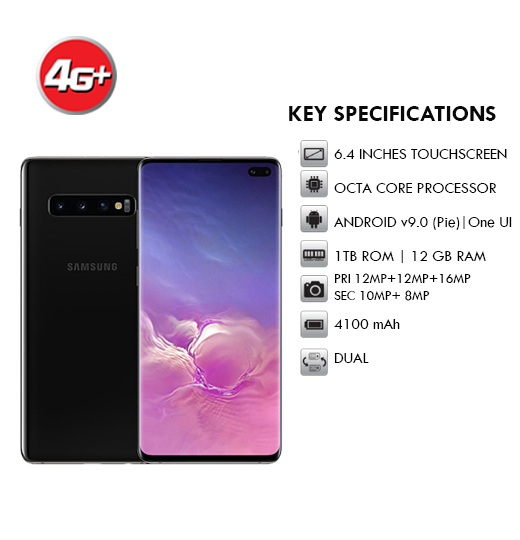 4G+
KEY SPECIFICATIONS
6.4 INCHES TOUCHSCREEN
OCTA CORE PROCESSOR
ANDROID v9.0 (Pie)|One UI
1TB ROM | 12 GB RAM
PRI 12MP+12MP+16MP
SEC 10MP+ 8MP
4100 mAh
DUAL
SAMSUNG